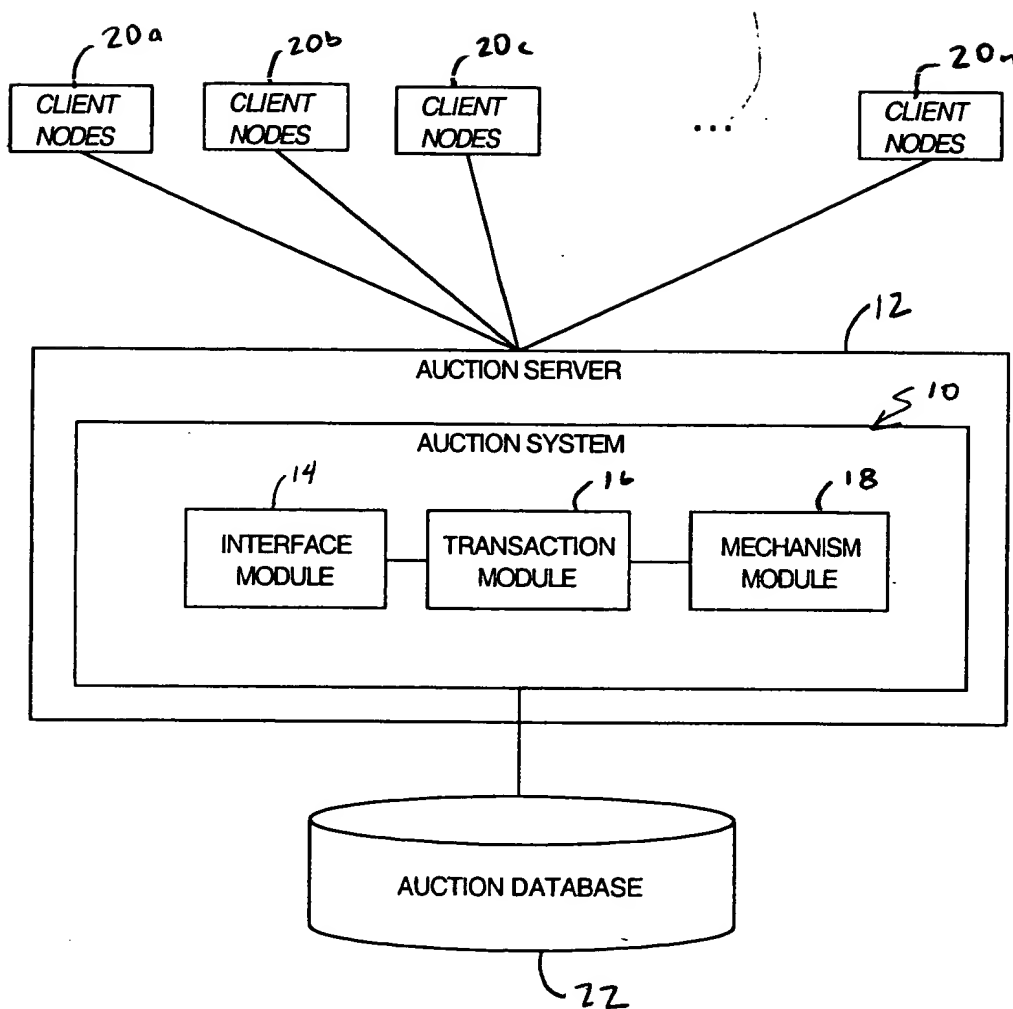 20a 20b 20c 20n
CLIENT NODES CLIENT NODES CLIENT NODES ... CLIENT NODES
12
AUCTION SERVER
10
AUCTION SYSTEM
14 16 18
INTERFACE MODULE TRANSACTION MODULE MECHANISM MODULE
AUCTION DATABASE
22